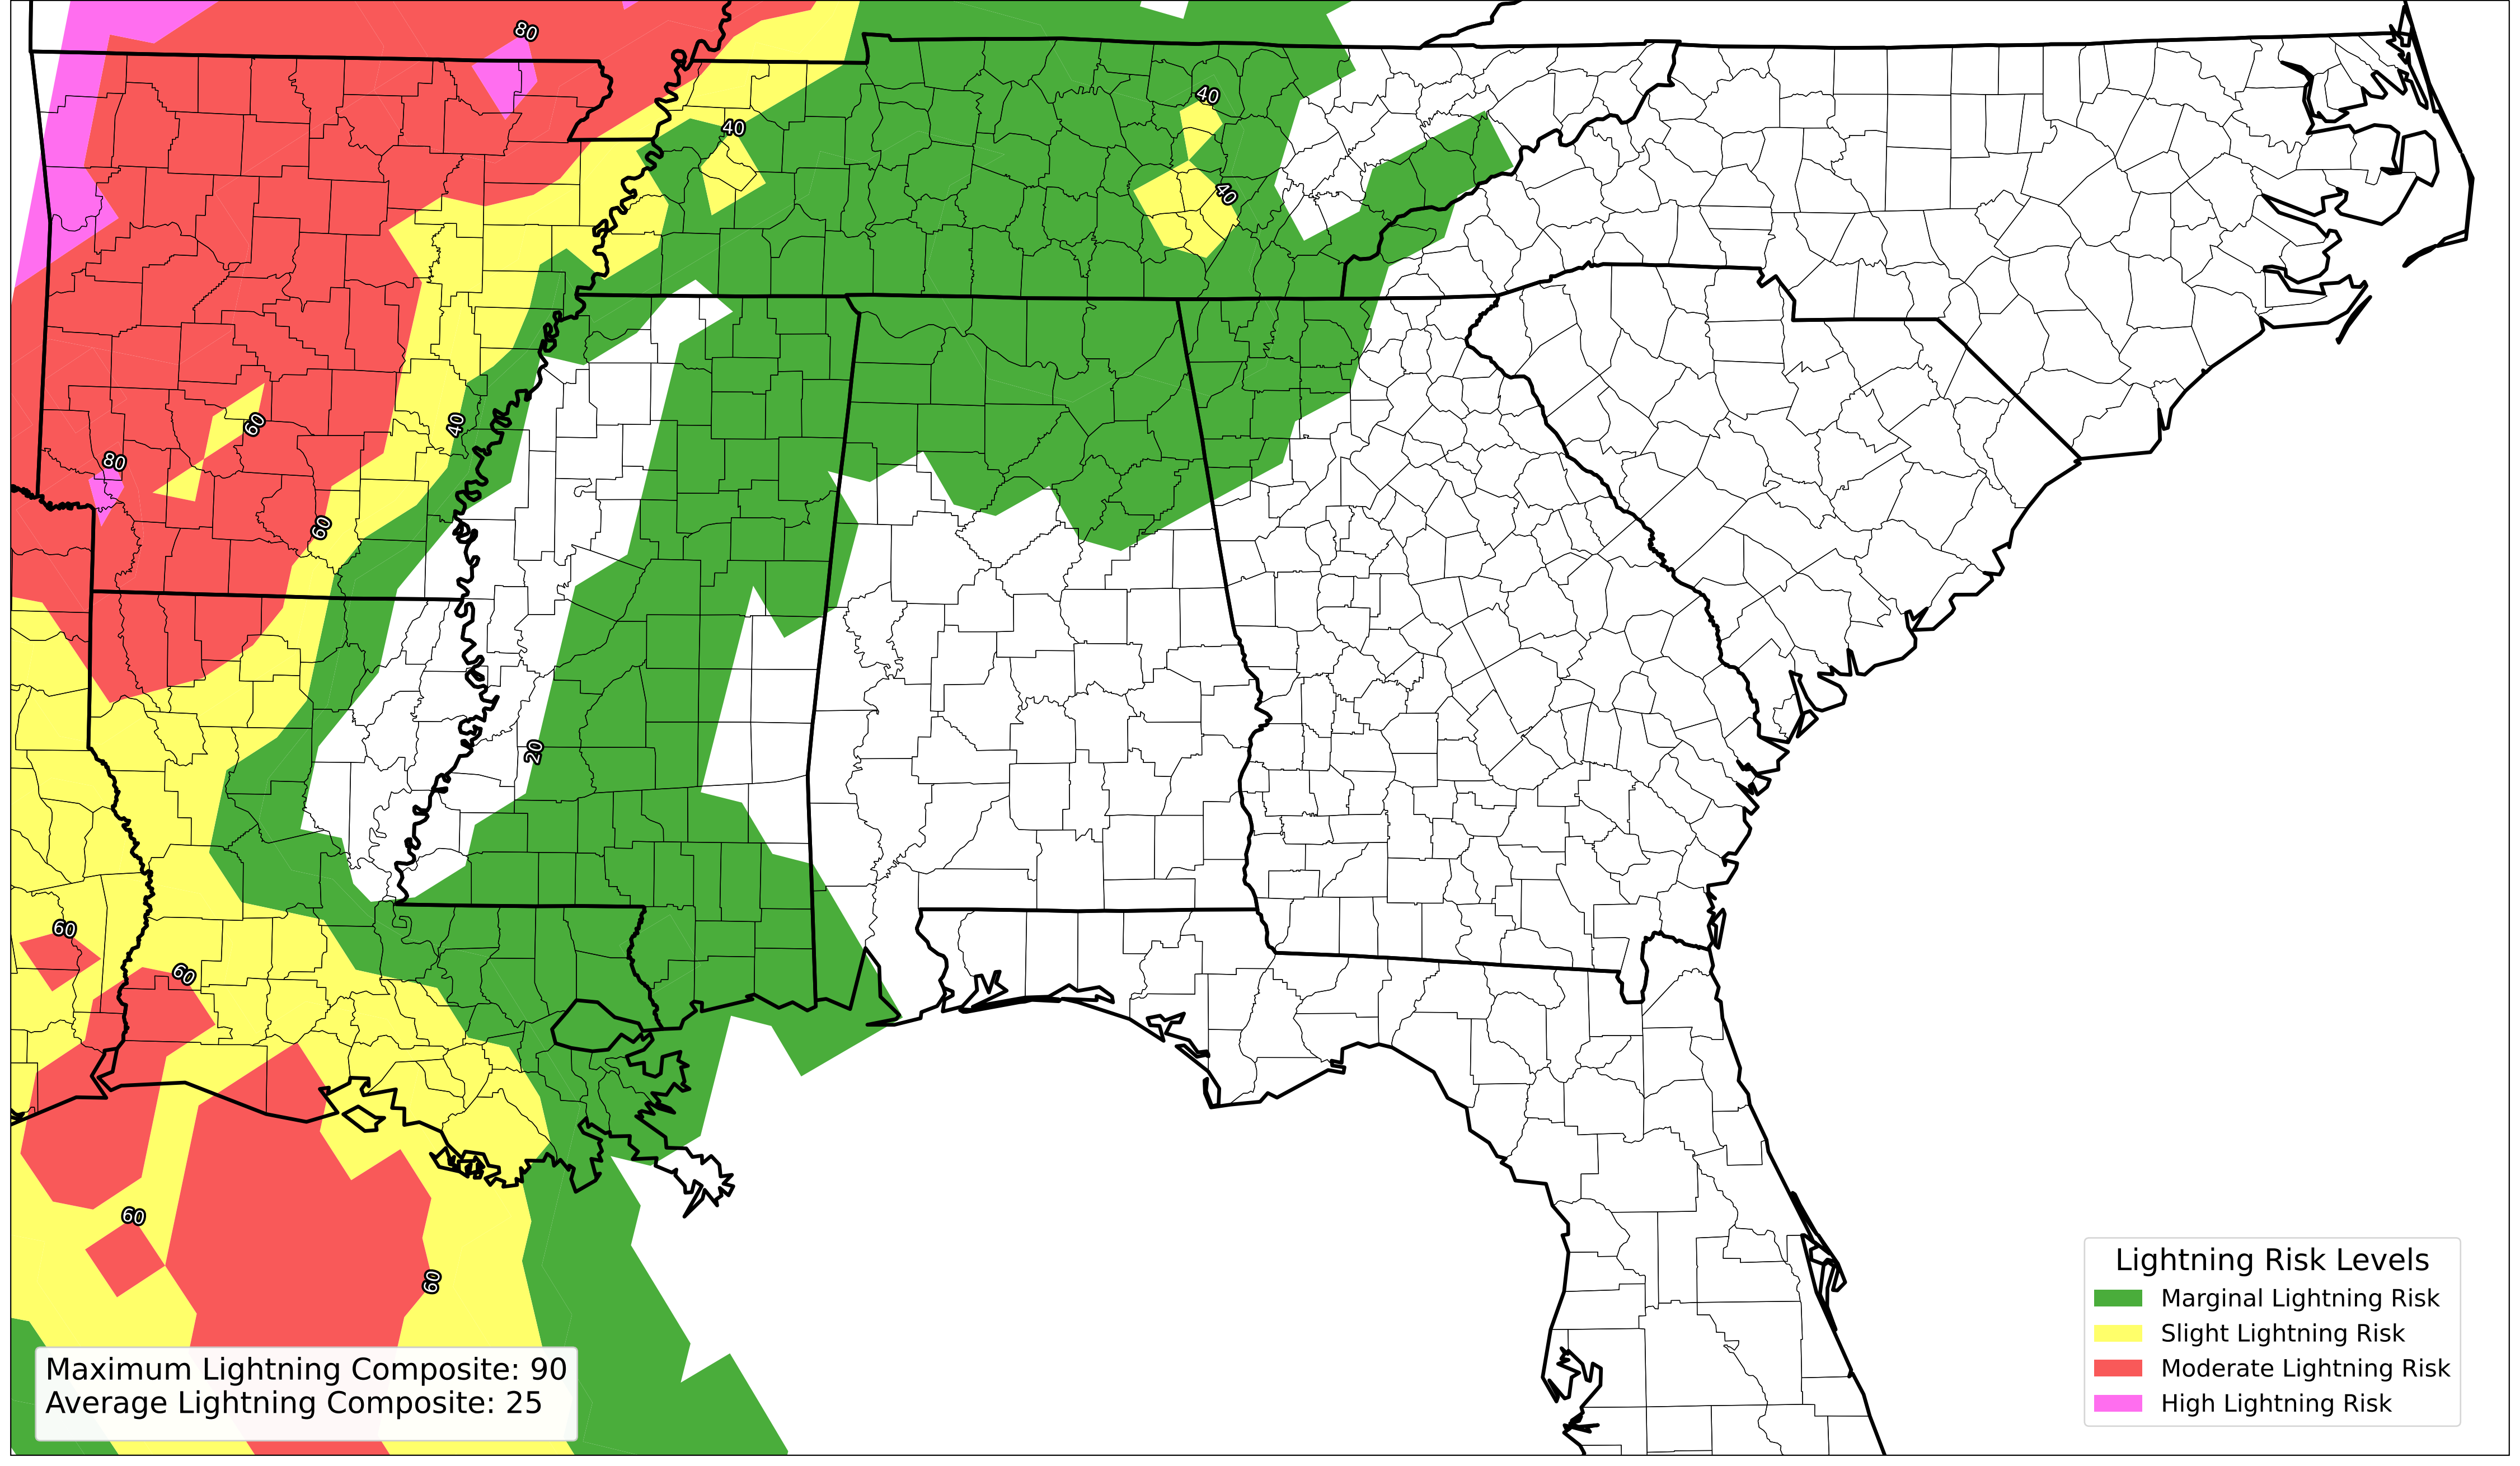 80
40
40
40
60
40
80
60
20
60
60
60
60
Maximum Lightning Composite: 90
Average Lightning Composite: 25
Lightning Risk Levels
Marginal Lightning Risk
Slight Lightning Risk
Moderate Lightning Risk
High Lightning Risk